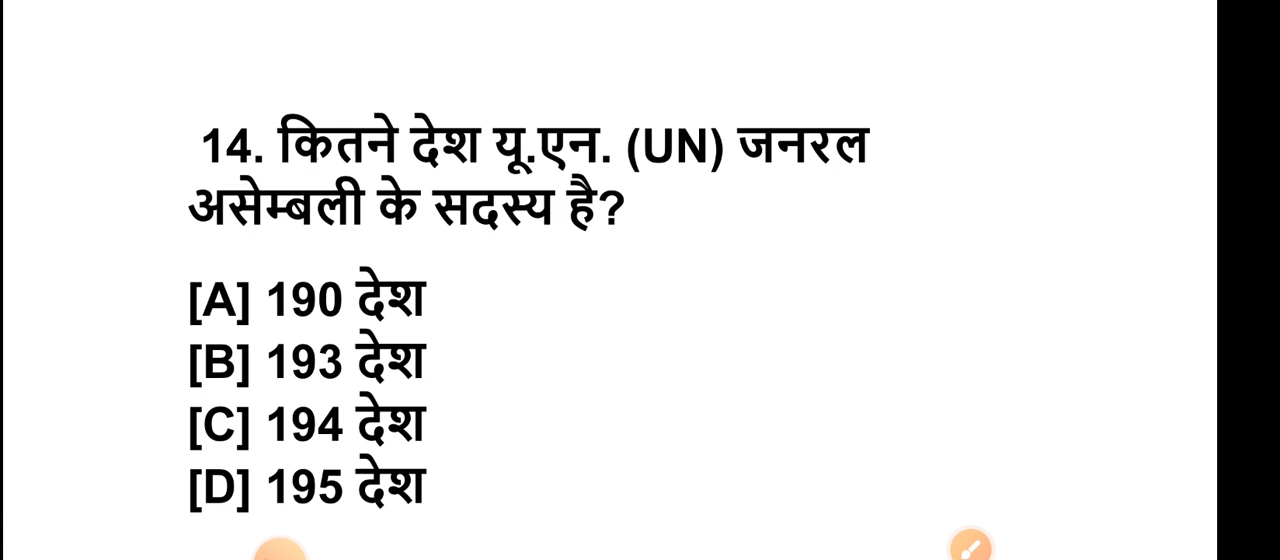 14. कितने देश यू.एन. (UN) जनरल
असेम्बली के सदस्य है?
[A] 190 देश
[B] 193 देश
[C] 194 देश
[D] 195 देश